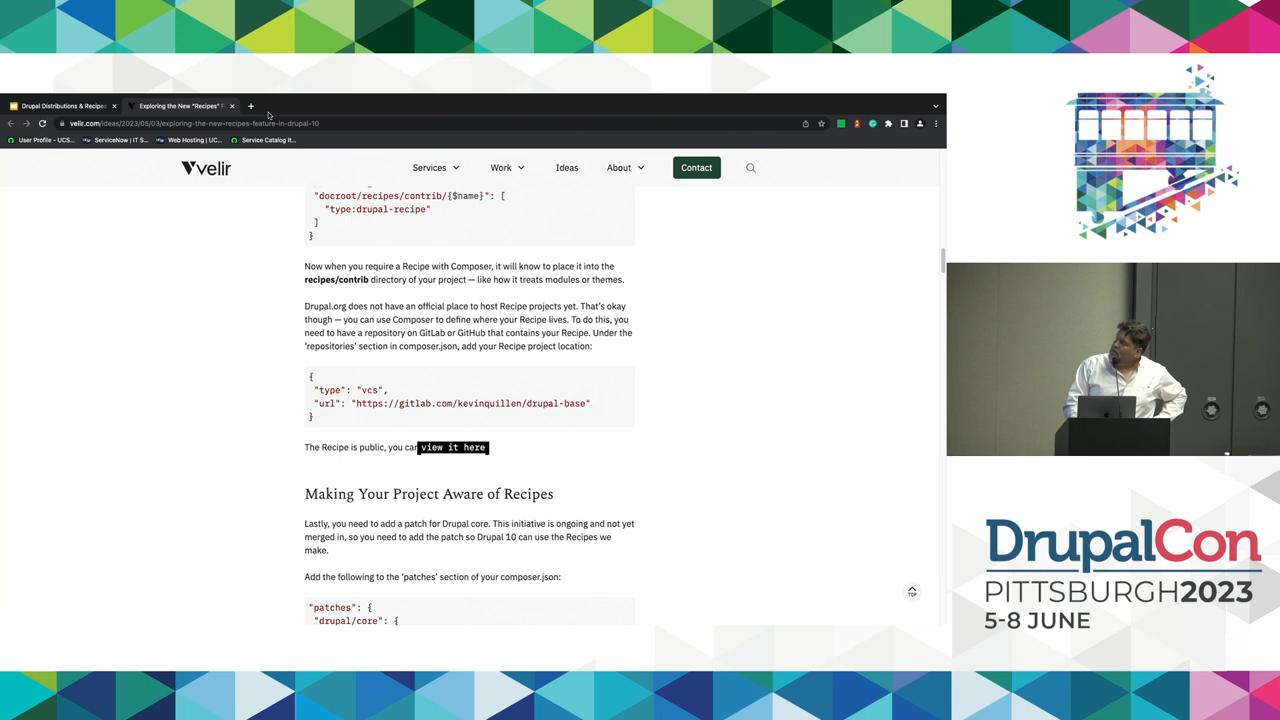 Drupal Distributions & Recipes
Exploring the New "Recipes" F
velir.com/ideas/2023/05/03/exploring-the-new-recipes-feature-in-drupal-10
User Profile - UCS... ServiceNow | IT S... Web Hosting | UC... Service Catalog It...
velir
Services Work Ideas About Contact
"docroot/recipes/contrib/{$name}": [
"type:drupal-recipe"
]
}
Now when you require a Recipe with Composer, it will know to place it into the
recipes/contrib directory of your project — like how it treats modules or themes.
Drupal.org does not have an official place to host Recipe projects yet. That's okay
though — you can use Composer to define where your Recipe lives. To do this, you
need to have a repository on GitLab or GitHub that contains your Recipe. Under the
'repositories' section in composer.json, add your Recipe project location:
{
"type": "vcs",
"url": "https://gitlab.com/kevinquillen/drupal-base"
}
The Recipe is public, you can view it here
Making Your Project Aware of Recipes
Lastly, you need to add a patch for Drupal core. This initiative is ongoing and not yet
merged in, so you need to add the patch so Drupal 10 can use the Recipes we
make.
Add the following to the 'patches' section of your composer.json:
"patches": {
"drupal/core": {
TOP
DrupalCon
PITTSBURGH2023
5-8 JUNE